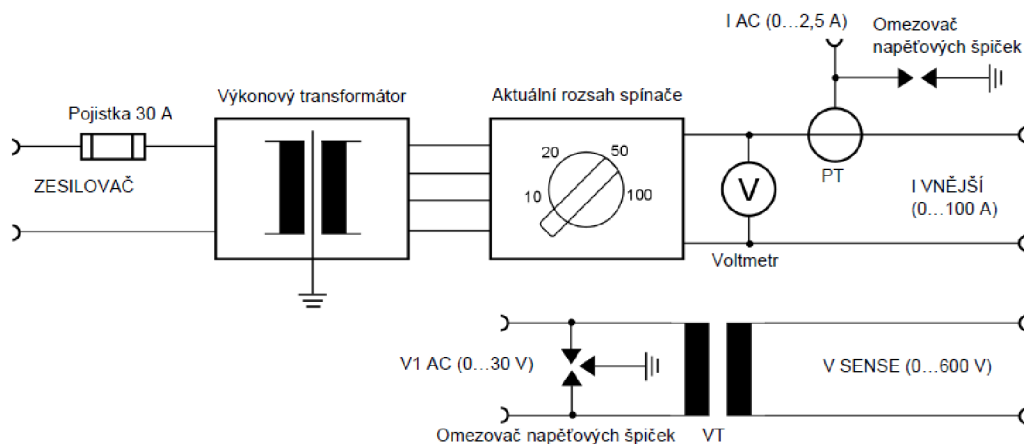 I AC (0...2,5 A)
Omezovač
napěťových špiček
Pojistka 30 A
Výkonový transformátor
Aktuální rozsah spínače
ZESILOVAČ
20
50
10
100
V
PT
I VNĚJŠÍ
(0...100 A)
Voltmetr
V1 AC (0...30 V)
V SENSE (0...600 V)
Omezovač napěťových špiček
VT